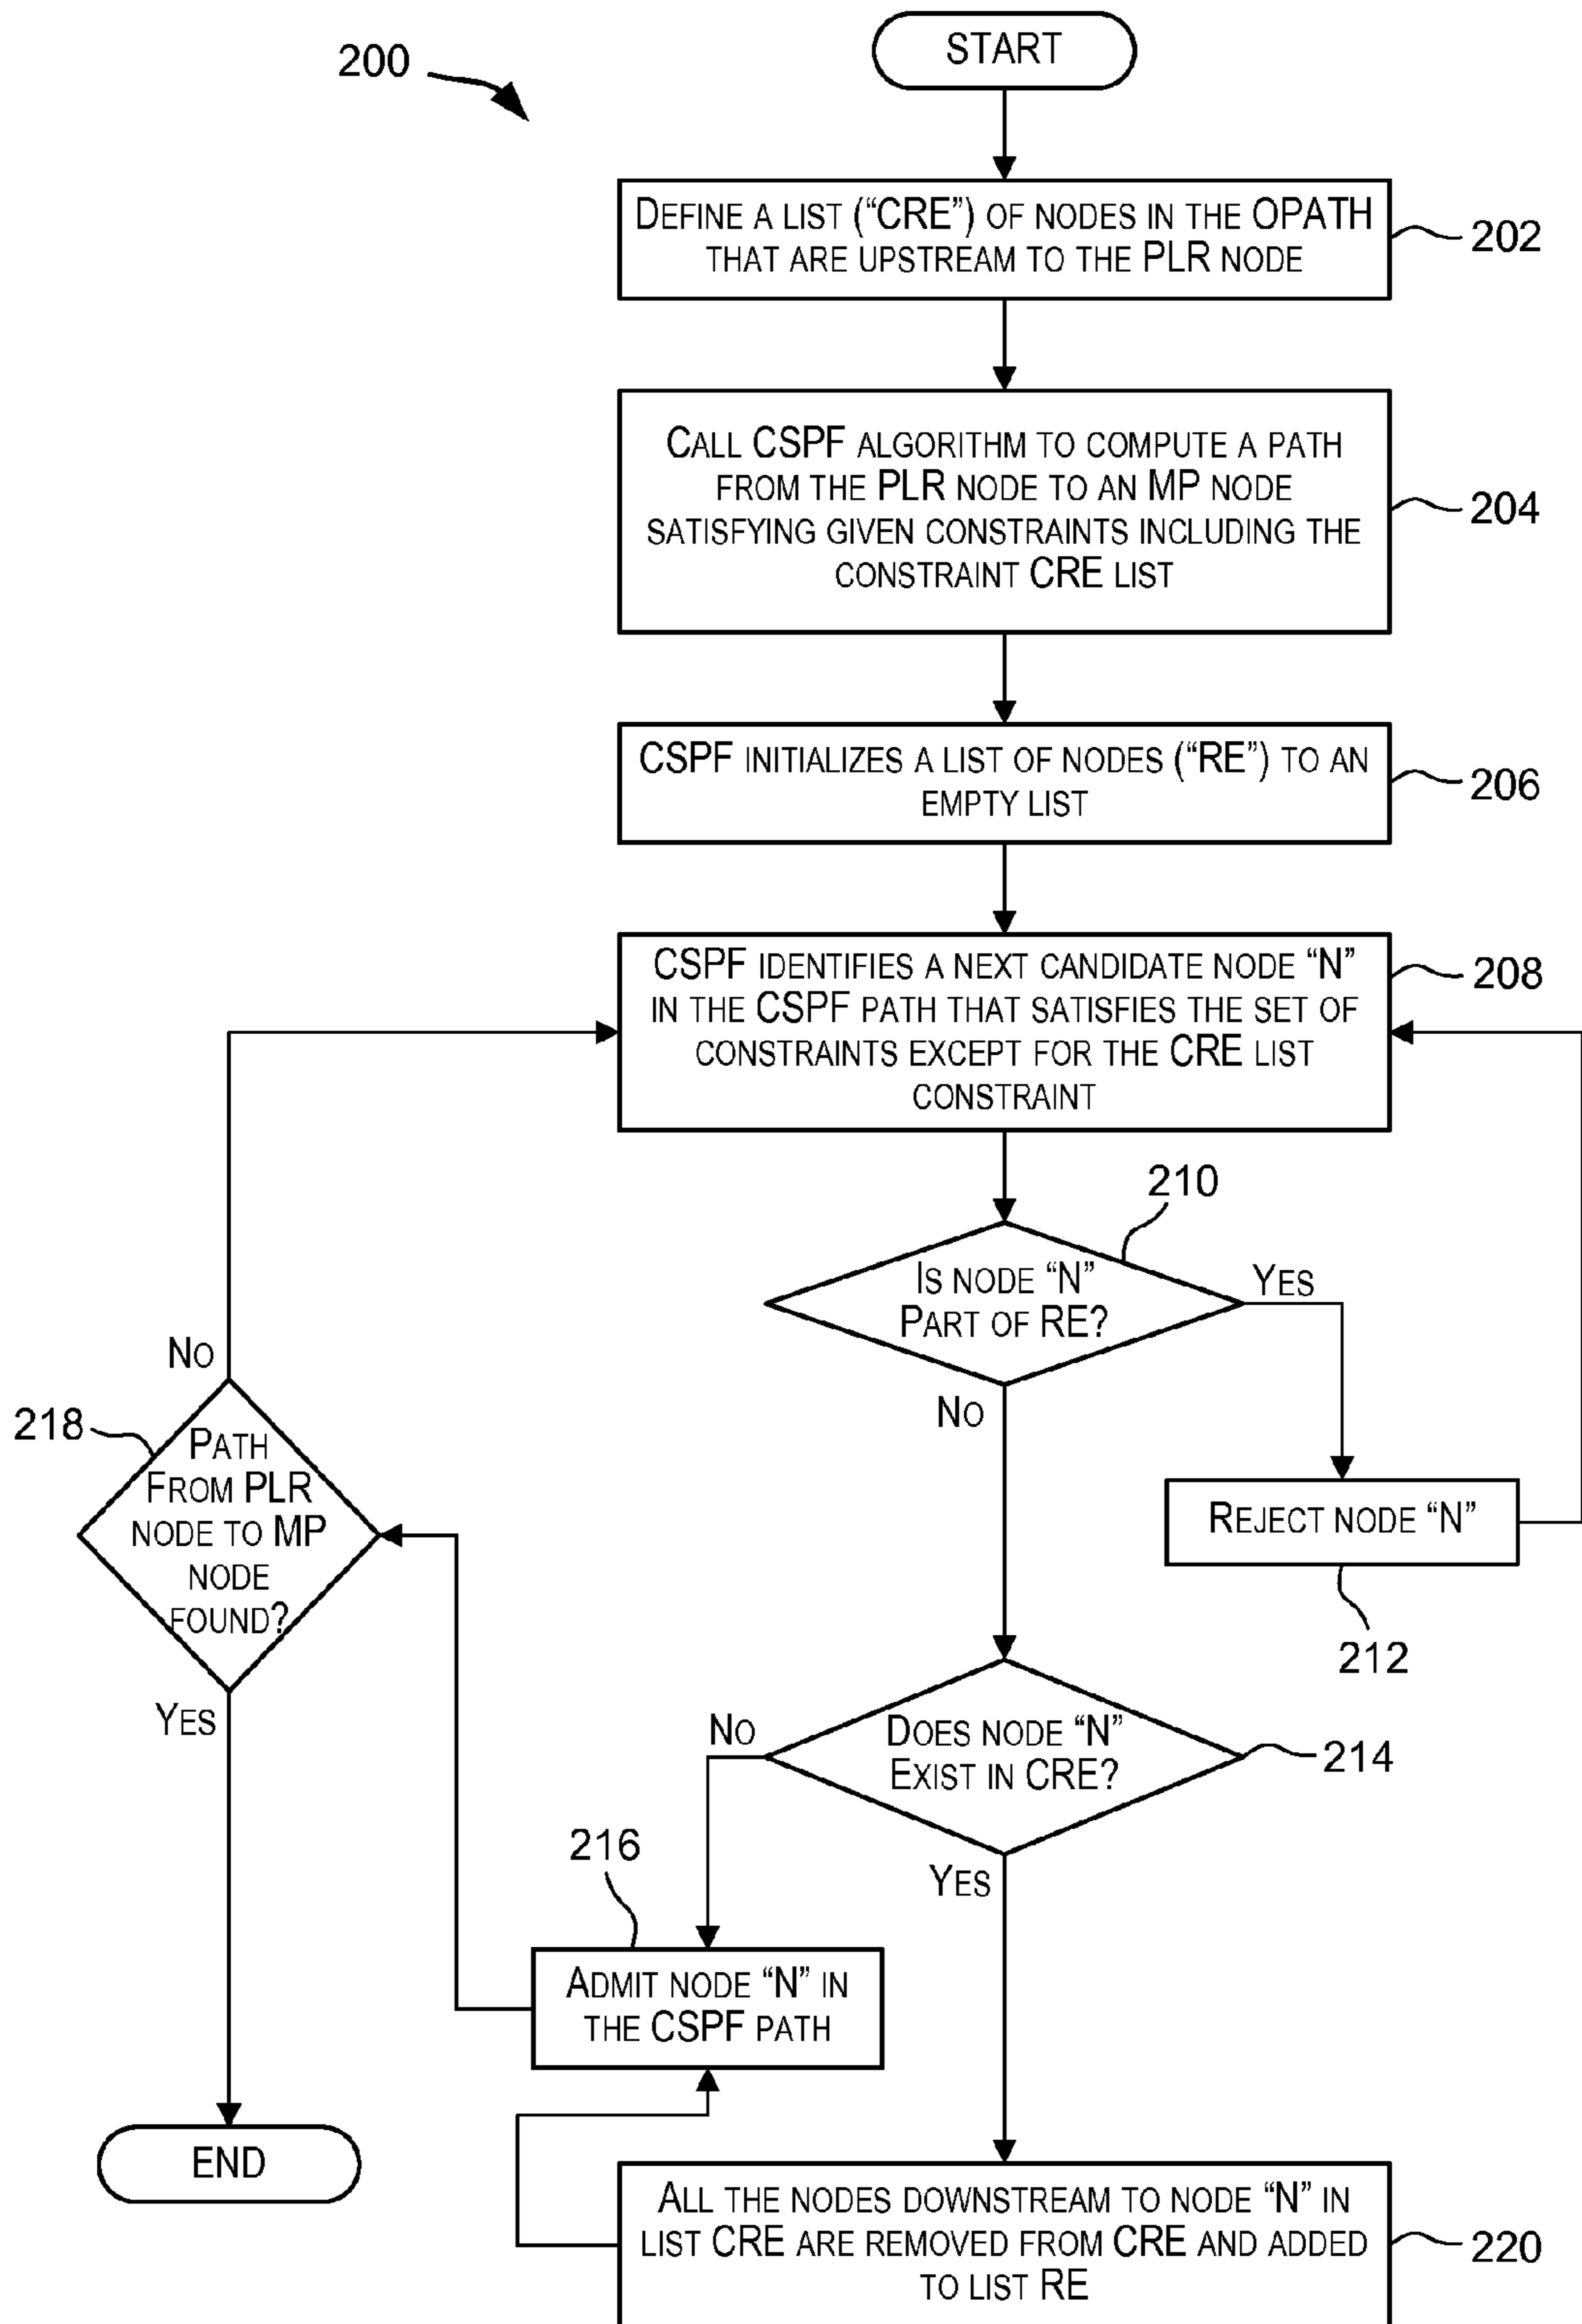 START
200
DEFINE A LIST (“CRE”) OF NODES IN THE OPATH
THAT ARE UPSTREAM TO THE PLR NODE
202
CALL CSPF ALGORITHM TO COMPUTE A PATH
FROM THE PLR NODE TO AN MP NODE
SATISFYING GIVEN CONSTRAINTS INCLUDING THE
CONSTRAINT CRE LIST
204
CSPF INITIALIZES A LIST OF NODES (“RE”) TO AN
EMPTY LIST
206
CSPF IDENTIFIES A NEXT CANDIDATE NODE “N”
IN THE CSPF PATH THAT SATISFIES THE SET OF
CONSTRAINTS EXCEPT FOR THE CRE LIST
CONSTRAINT
208
210
IS NODE “N”
PART OF RE?
YES
NO
REJECT NODE “N”
212
NO
218
PATH
FROM PLR
NODE TO MP
NODE
FOUND?
YES
DOES NODE “N”
EXIST IN CRE?
214
NO
YES
216
ADMIT NODE “N” IN
THE CSPF PATH
END
ALL THE NODES DOWNSTREAM TO NODE “N” IN
LIST CRE ARE REMOVED FROM CRE AND ADDED
TO LIST RE
220